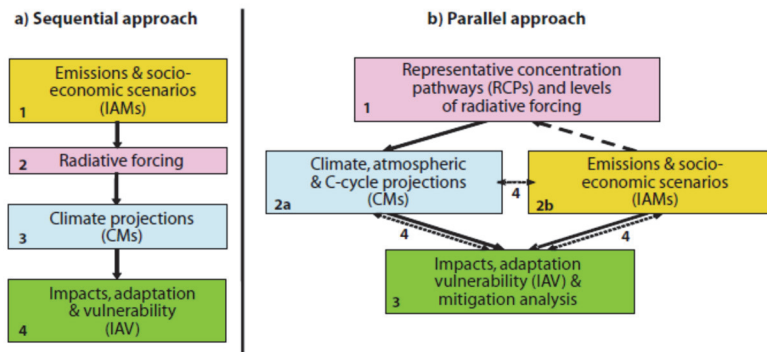 a) Sequential approach
Emissions & socio-
economic scenarios
(IAMs)
1
Radiative forcing
2
Climate projections
(CMs)
3
Impacts, adaptation
& vulnerability
(IAV)
4
b) Parallel approach
Representative concentration
pathways (RCPs) and levels
of radiative forcing
1
Climate, atmospheric
& C-cycle projections
(CMs)
2a
4
Emissions & socio-
economic scenarios
(IAMs)
2b
4
4
Impacts, adaptation
vulnerability (IAV) &
mitigation analysis
3